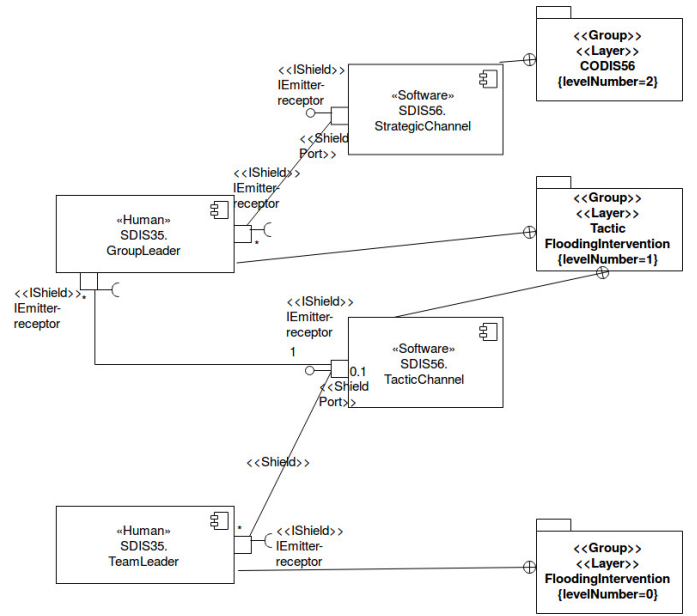 <<Group>>
<<Layer>>
CODIS56
{levelNumber=2}
<<IShield>>
IEmitter-
receptor
«Software»
SDIS56.
StrategicChannel
<<Shield
Port>>
<<IShield>>
IEmitter-
receptor
*
«Human»
SDIS35.
GroupLeader
<<Group>>
<<Layer>>
Tactic
FloodingIntervention
{levelNumber=1}
<<IShield>>
*
IEmitter-
receptor
<<IShield>>
IEmitter-
receptor
1
0.1
«Software»
SDIS56.
TacticChannel
<<Shield
Port>>
<<Shield>>
*
«Human»
SDIS35.
TeamLeader
<<IShield>>
IEmitter-
receptor
<<Group>>
<<Layer>>
FloodingIntervention
{levelNumber=0}